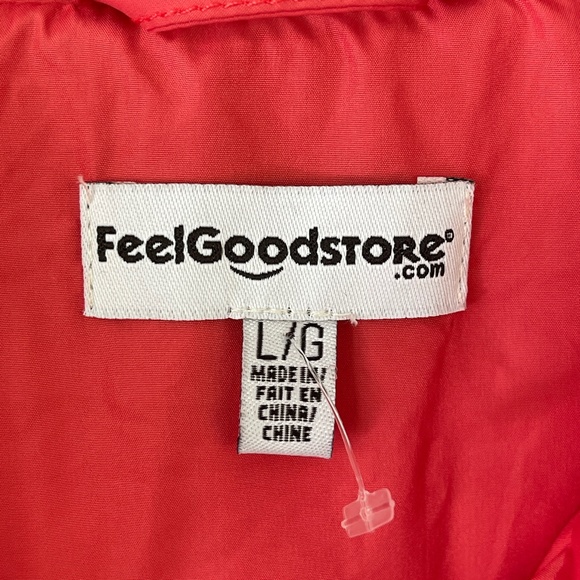 FeelGoodSTORE®
.com
L/G
MADE IN/
FAIT EN
CHINA/
CHINE